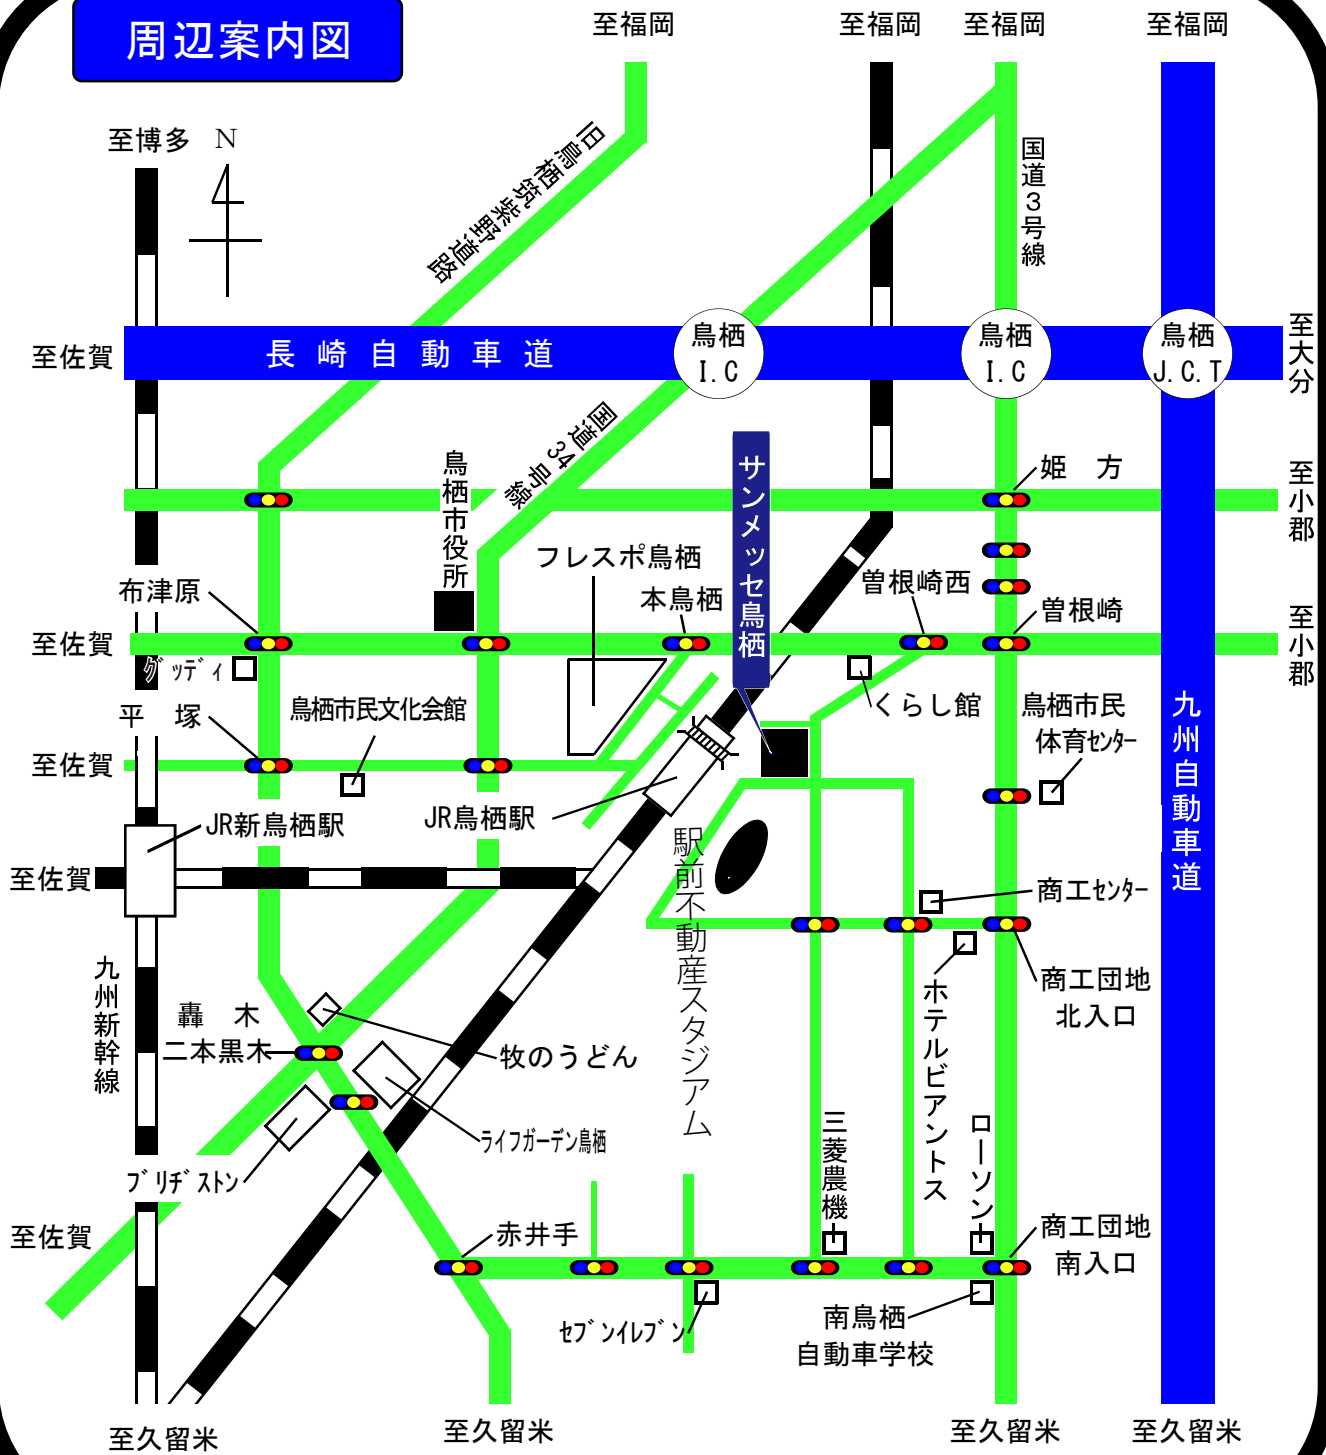 周辺案内図
至福岡
至福岡
至福岡
至福岡
至博多
N
旧鳥栖筑紫野道路
国道3号線
至佐賀
長崎自動車道
鳥栖
I.C
鳥栖
I.C
鳥栖
J.C.T
至大分
国道34号線
鳥栖市役所
サンメッセ鳥栖
姫 方
至小郡
フレスポ鳥栖
本鳥栖
曽根崎西
曽根崎
布津原
至佐賀
至小郡
グッディ
くらし館
平 塚
鳥栖市民文化会館
鳥栖市民
体育センター
九州自動車道
至佐賀
JR新鳥栖駅
JR鳥栖駅
駅前不動産スタジアム
至佐賀
商工センター
九州新幹線
商工団地
北入口
ホテルビアントス
轟 木
二本黒木
牧のうどん
ライフガーデン鳥栖
三菱農機
ローソン
ブリヂストン
至佐賀
赤井手
商工団地
南入口
セブンイレブン
南鳥栖
自動車学校
至久留米
至久留米
至久留米
至久留米